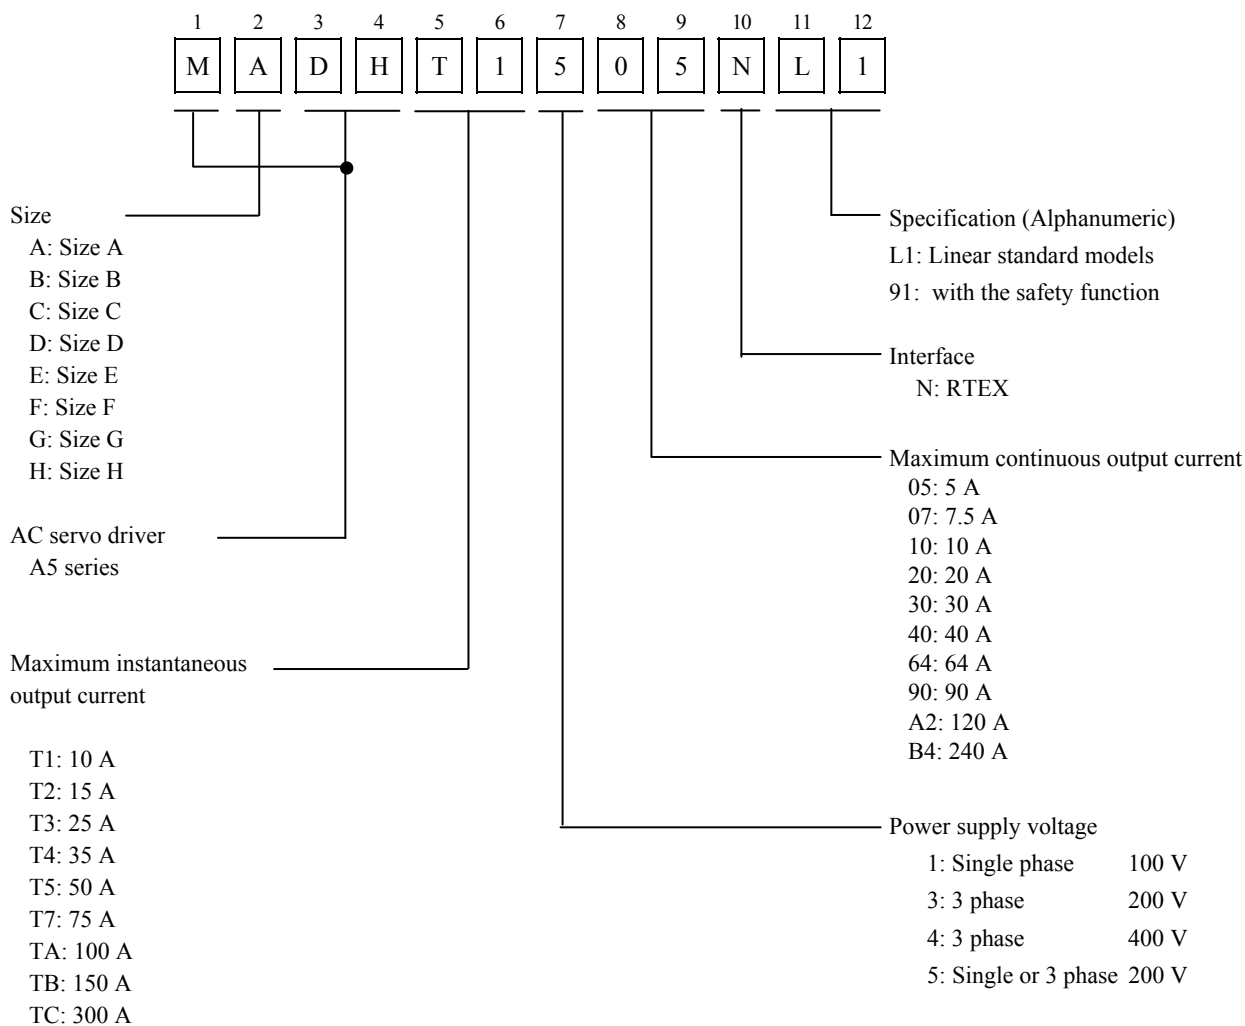 1 2 3 4 5 6 7 8 9 10 11 12
M A D H T 1 5 0 5 N L 1
Size
A: Size A
B: Size B
C: Size C
D: Size D
E: Size E
F: Size F
G: Size G
H: Size H
AC servo driver
A5 series
Maximum instantaneous
output current
T1: 10 A
T2: 15 A
T3: 25 A
T4: 35 A
T5: 50 A
T7: 75 A
TA: 100 A
TB: 150 A
TC: 300 A
Specification (Alphanumeric)
L1: Linear standard models
91: with the safety function
Interface
N: RTEX
Maximum continuous output current
05: 5 A
07: 7.5 A
10: 10 A
20: 20 A
30: 30 A
40: 40 A
64: 64 A
90: 90 A
A2: 120 A
B4: 240 A
Power supply voltage
1: Single phase 100 V
3: 3 phase 200 V
4: 3 phase 400 V
5: Single or 3 phase 200 V